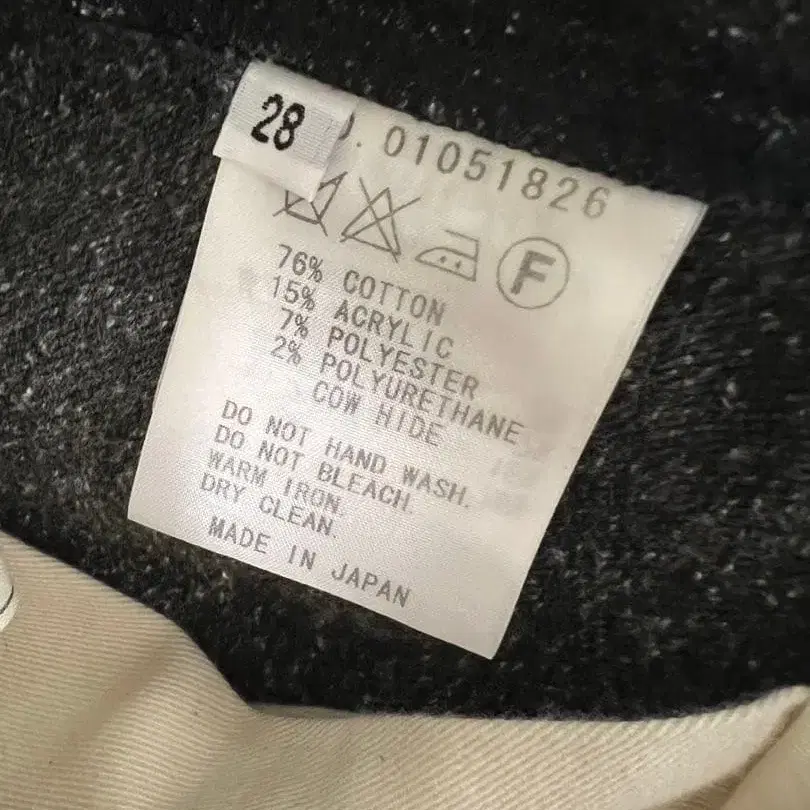 28
. 01051826
F
76% COTTON
15% ACRYLIC
7% POLYESTER
2% POLYURETHANE
COW HIDE
DO NOT HAND WASH.
DO NOT BLEACH.
WARM IRON.
DRY CLEAN.
MADE IN JAPAN